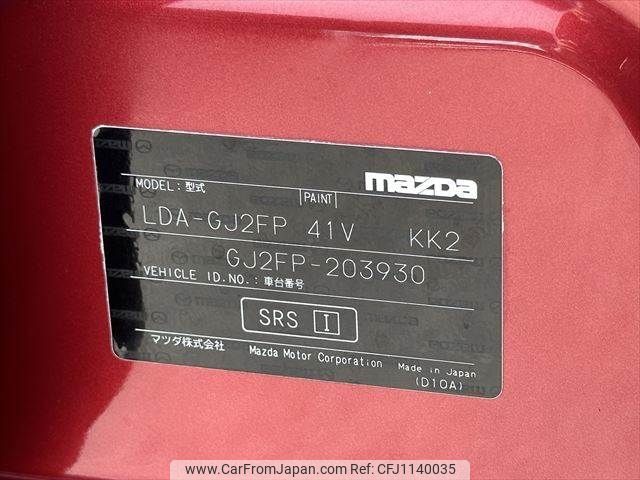 mazda
MODEL:型式
PAINT
LDA-GJ2FP 41V KK2
GJ2FP-203930
VEHICLE ID.NO.:車台番号
SRS I
マツダ株式会社 Mazda Motor Corporation Made in Japan
(D10A)
www.CarFromJapan.com - CFJ1140035